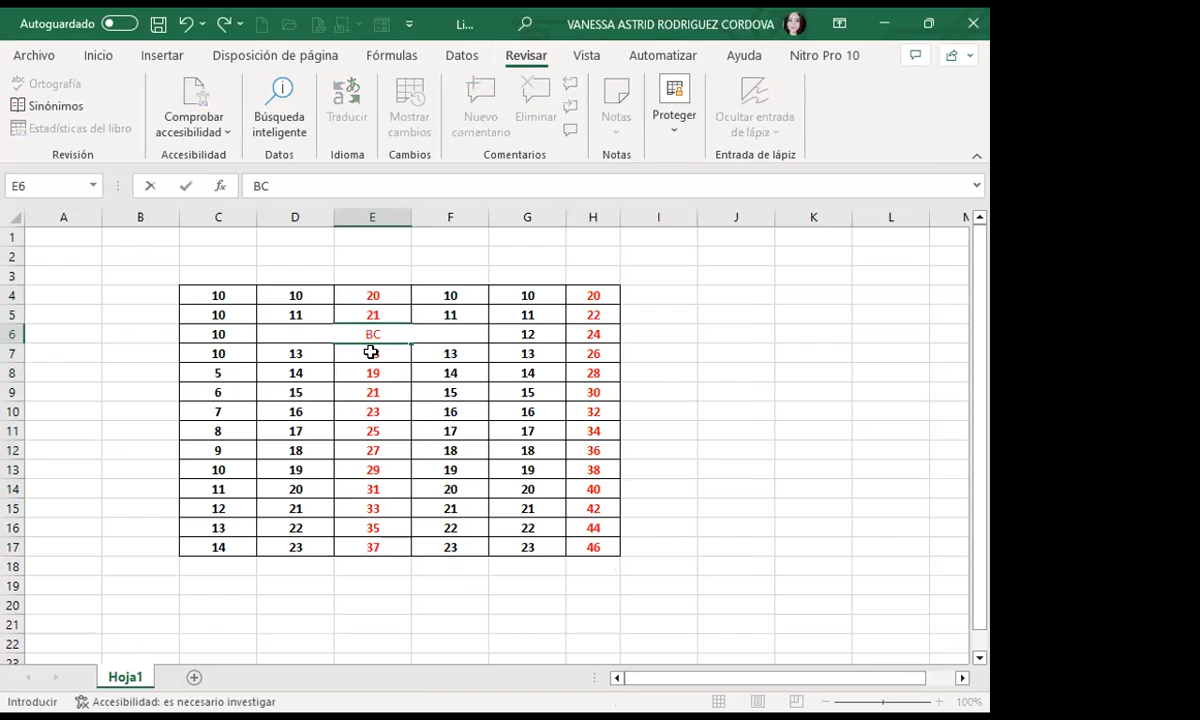 Autoguardado Li... VANESSA ASTRID RODRIGUEZ CORDOVA
Archivo Inicio Insertar Disposición de página Fórmulas Datos Revisar Vista Automatizar Ayuda Nitro Pro 10
Ortografía
Sinónimos
Estadísticas del libro
Comprobar accesibilidad
Búsqueda inteligente
Traducir
Mostrar cambios
Nuevo comentario
Eliminar
Notas
Proteger
Ocultar entrada de lápiz
Revisión Accesibilidad Datos Idioma Cambios Comentarios Notas Entrada de lápiz
E6 fx BC
A B C D E F G H I J K L M
1
2
3
4 10 10 20 10 10 20
5 10 11 21 11 11 22
6 10 BC 12 24
7 10 13 13 13 26
8 5 14 19 14 14 28
9 6 15 21 15 15 30
10 7 16 23 16 16 32
11 8 17 25 17 17 34
12 9 18 27 18 18 36
13 10 19 29 19 19 38
14 11 20 31 20 20 40
15 12 21 33 21 21 42
16 13 22 35 22 22 44
17 14 23 37 23 23 46
18
19
20
21
22
23
Hoja1
Introducir Accesibilidad: es necesario investigar 100%